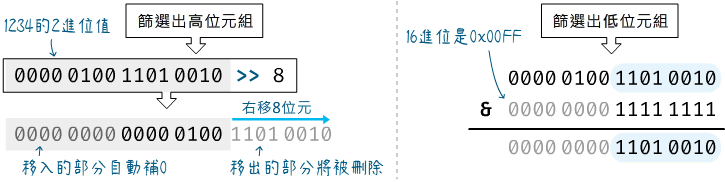 1234的2進位值
篩選出高位元組
0000 0100 1101 0010 >> 8
右移8位元
0000 0000 0000 0100 1101 0010
移入的部分自動補0
移出的部分將被刪除
篩選出低位元組
16進位是0x00FF
0000 0100 1101 0010
& 0000 0000 1111 1111
0000 0000 1101 0010